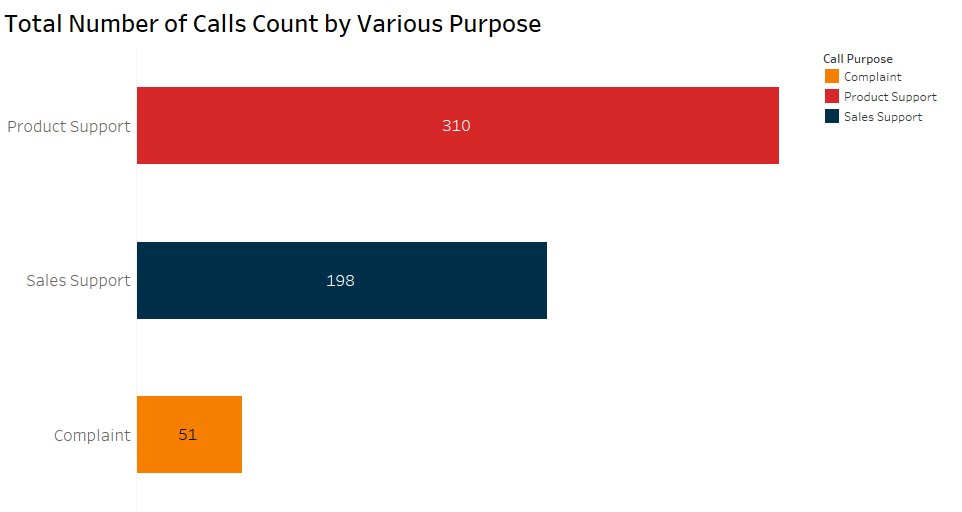 Total Number of Calls Count by Various Purpose
Call Purpose
Complaint
Product Support
Sales Support
Product Support
310
Sales Support
198
Complaint
51